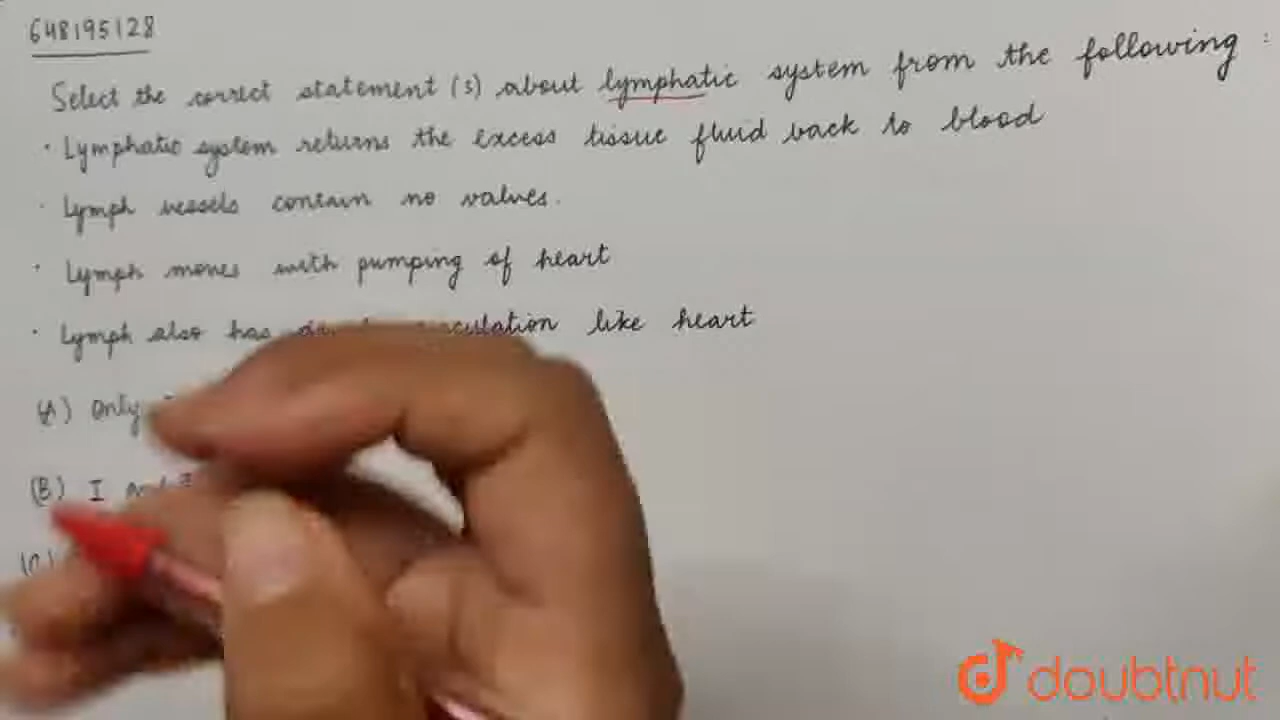 648195128
Select the correct statement (s) about lymphatic system from the following :
· Lymphatic system returns the excess tissue fluid back to blood
· Lymph vessels contain no valves.
· Lymph moves with pumping of heart
· Lymph also has circulation like heart
(A) Only
(B) I and
doubtnut